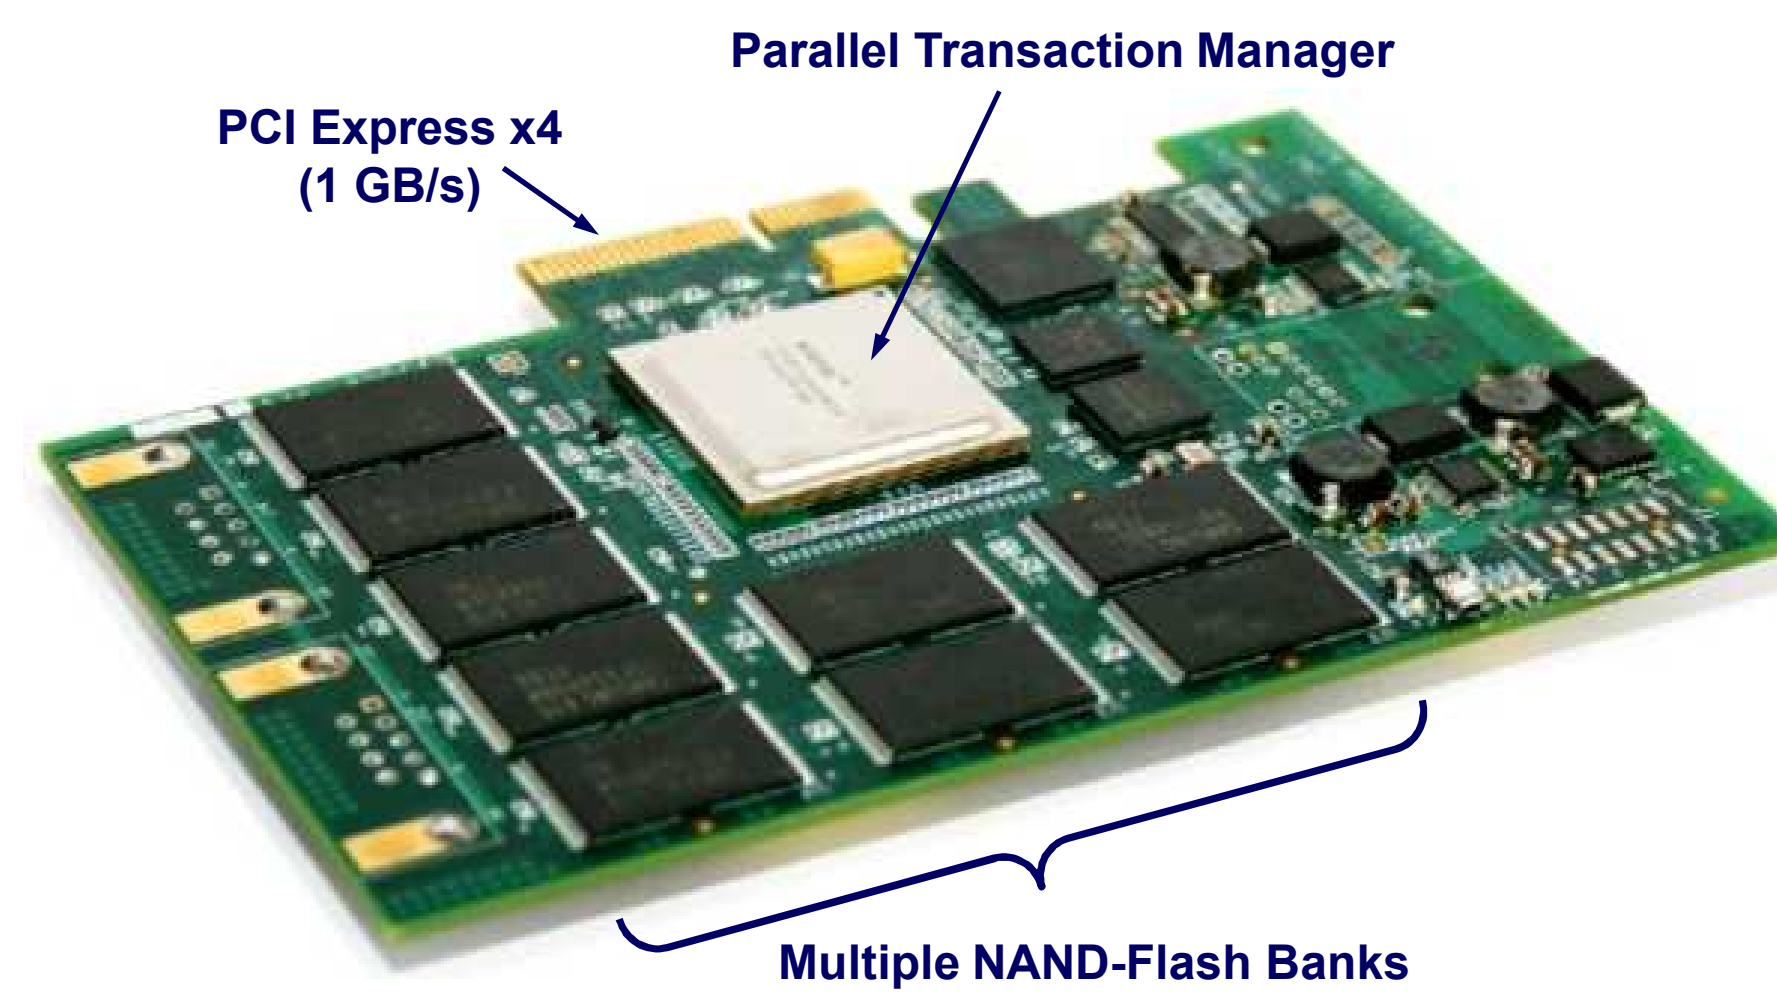 Parallel Transaction Manager
PCI Express x4
(1 GB/s)
Multiple NAND-Flash Banks